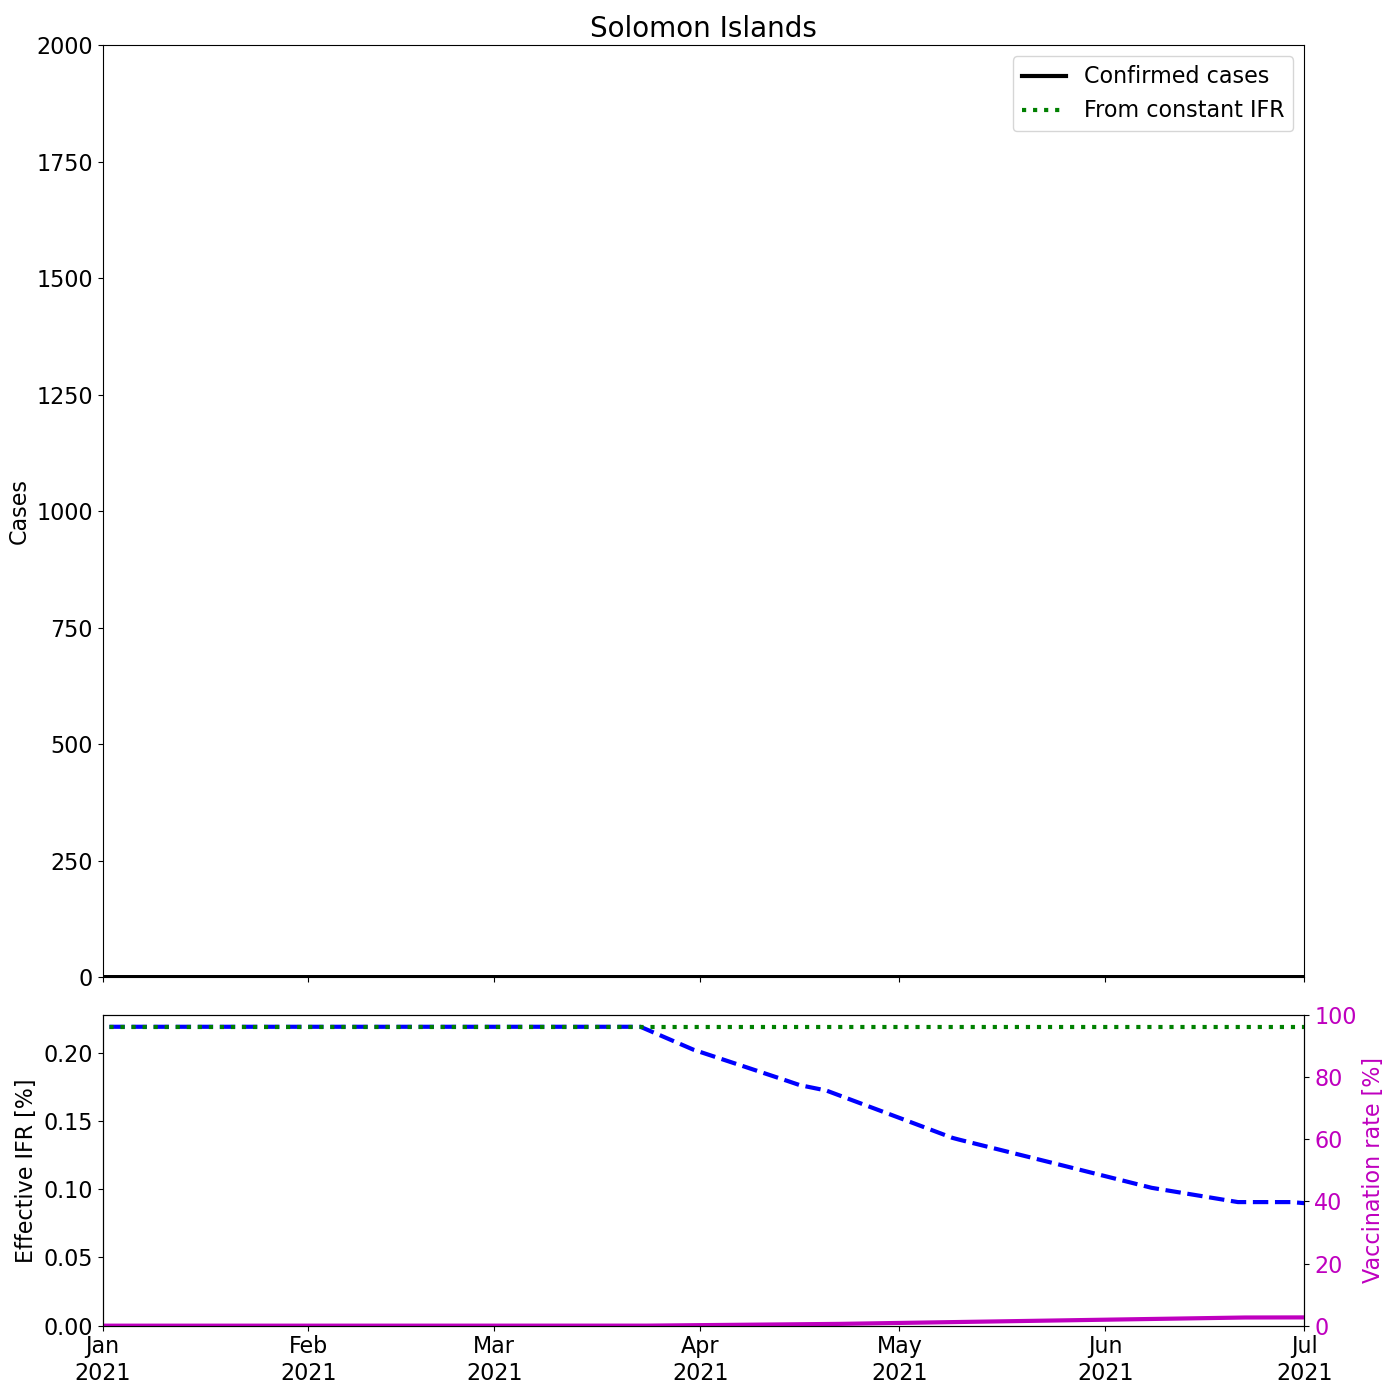 Solomon Islands
2000
1750
1500
1250
1000
750
500
250
0
Cases
Confirmed cases
From constant IFR
0.20
0.15
0.10
0.05
0.00
Effective IFR [%]
100
80
60
40
20
0
Vaccination rate [%]
Jan
2021
Feb
2021
Mar
2021
Apr
2021
May
2021
Jun
2021
Jul
2021